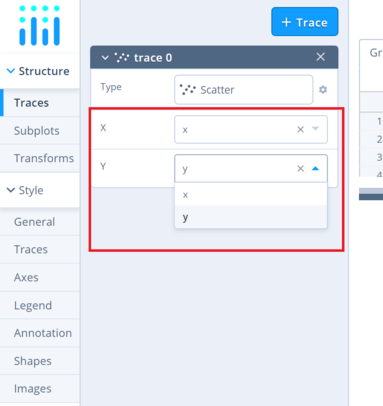 + Trace
Structure
trace 0
Gr
Traces
Type
Scatter
Subplots
X
x
1
Transforms
2
Y
y
3
Style
x
4
General
y
Traces
Axes
Legend
Annotation
Shapes
Images